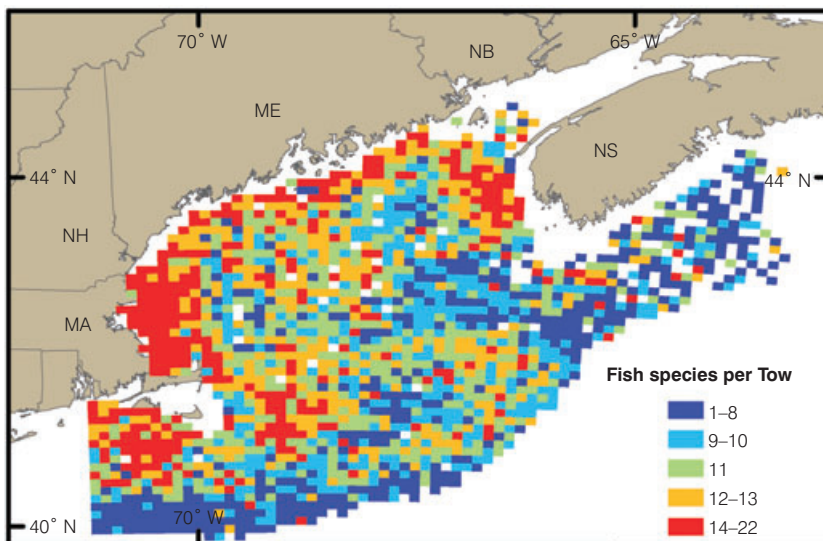 70° W
65° W
NB
ME
NS
44° N
44° N
NH
MA
Fish species per Tow
1–8
9–10
11
12–13
14–22
40° N
70° W